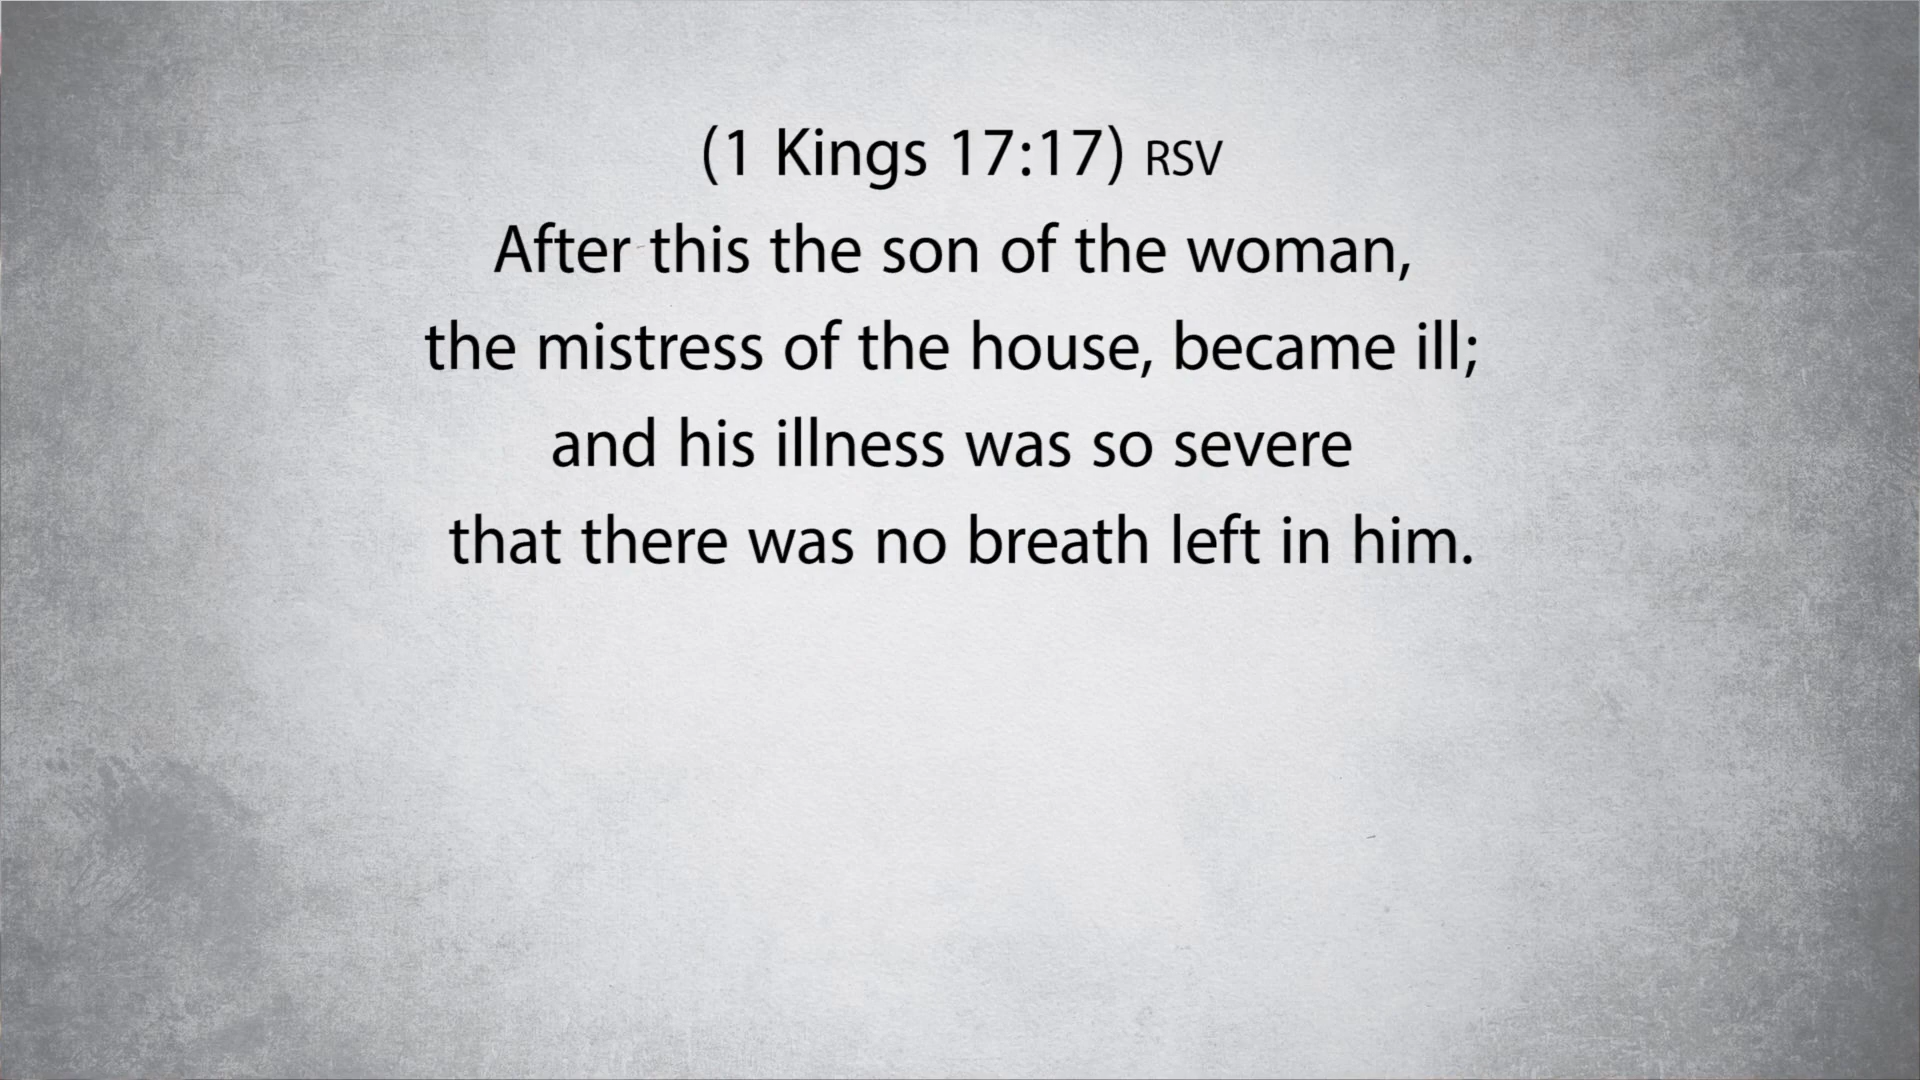 (1 Kings 17:17) RSV
After this the son of the woman,
the mistress of the house, became ill;
and his illness was so severe
that there was no breath left in him.